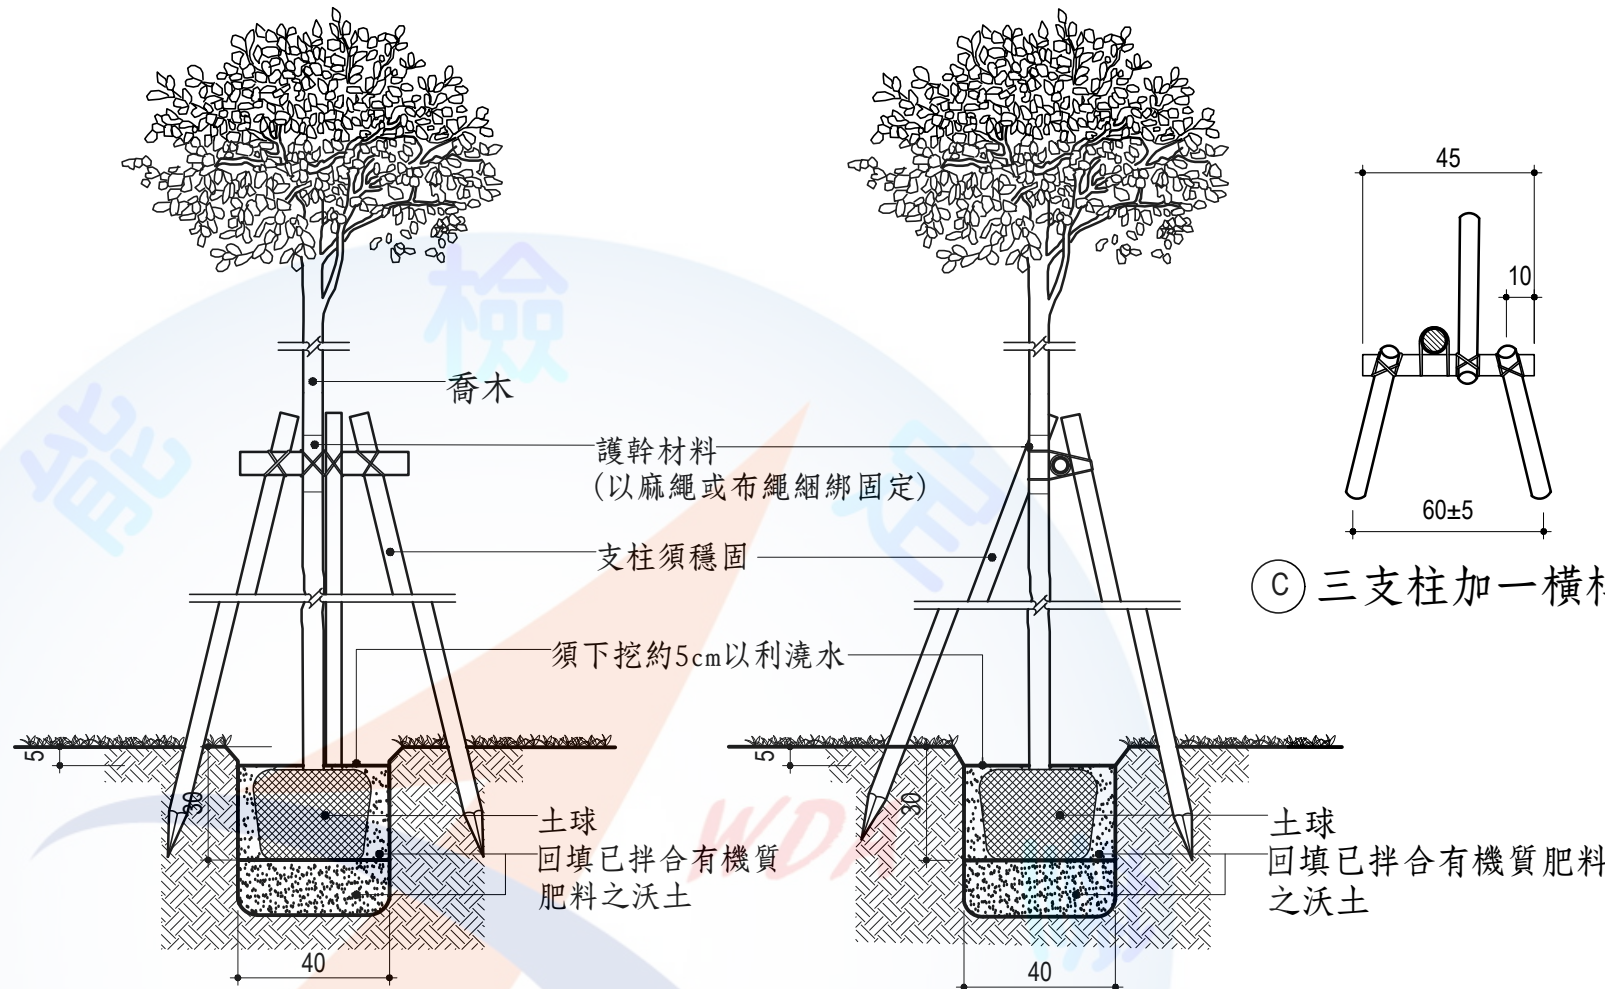 45
10
60±5
C 三支柱加一橫
喬木
護幹材料
(以麻繩或布繩綑綁固定)
支柱須穩固
須下挖約5cm以利澆水
5
30
土球
回填已拌合有機質
肥料之沃土
40
5
30
土球
回填已拌合有機質肥料
之沃土
40
能
檢
定
WDA